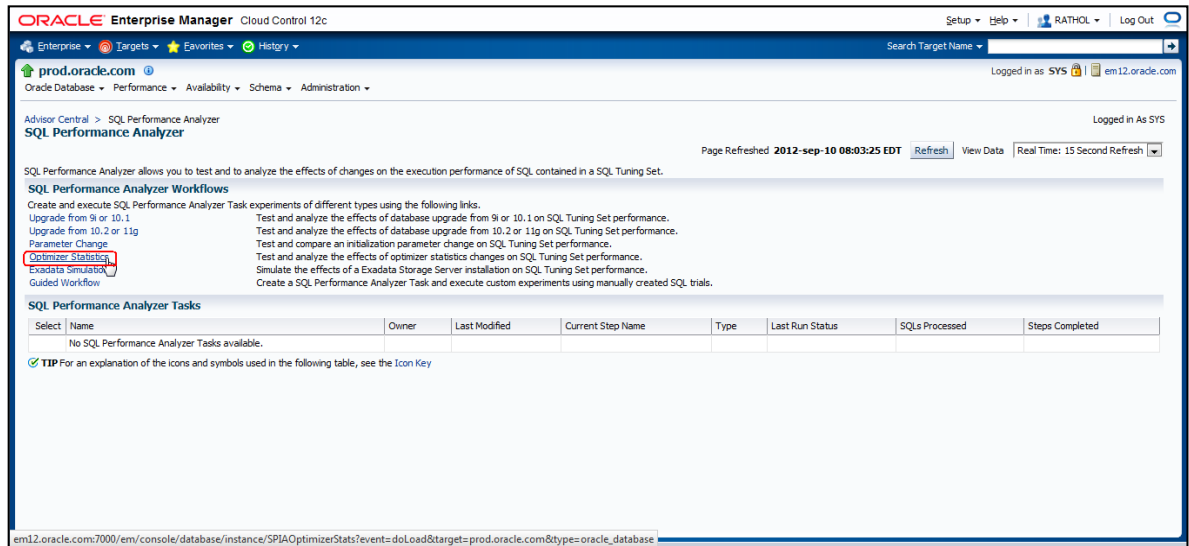 ORACLE Enterprise Manager Cloud Control 12c
Setup Help RATHOL Log Out
Enterprise Targets Favorites History Search Target Name
prod.oracle.com Logged in as SYS em12.oracle.com
Oracle Database Performance Availability Schema Administration
Advisor Central > SQL Performance Analyzer Logged in As SYS
SQL Performance Analyzer
Page Refreshed 2012-sep-10 08:03:25 EDT Refresh View Data Real Time: 15 Second Refresh
SQL Performance Analyzer allows you to test and to analyze the effects of changes on the execution performance of SQL contained in a SQL Tuning Set.
SQL Performance Analyzer Workflows
Create and execute SQL Performance Analyzer Task experiments of different types using the following links.
Upgrade from 9i or 10.1 Test and analyze the effects of database upgrade from 9i or 10.1 on SQL Tuning Set performance.
Upgrade from 10.2 or 11g Test and analyze the effects of database upgrade from 10.2 or 11g on SQL Tuning Set performance.
Parameter Change Test and compare an initialization parameter change on SQL Tuning Set performance.
Optimizer Statistics Test and analyze the effects of optimizer statistics changes on SQL Tuning Set performance.
Exadata Simulation Simulate the effects of a Exadata Storage Server installation on SQL Tuning Set performance.
Guided Workflow Create a SQL Performance Analyzer Task and execute custom experiments using manually created SQL trials.
SQL Performance Analyzer Tasks
Select Name Owner Last Modified Current Step Name Type Last Run Status SQLs Processed Steps Completed
No SQL Performance Analyzer Tasks available.
TIP For an explanation of the icons and symbols used in the following table, see the Icon Key
em12.oracle.com:7000/em/console/database/instance/SPIAOptimizerStats?event=doLoad&target=prod.oracle.com&type=oracle_database